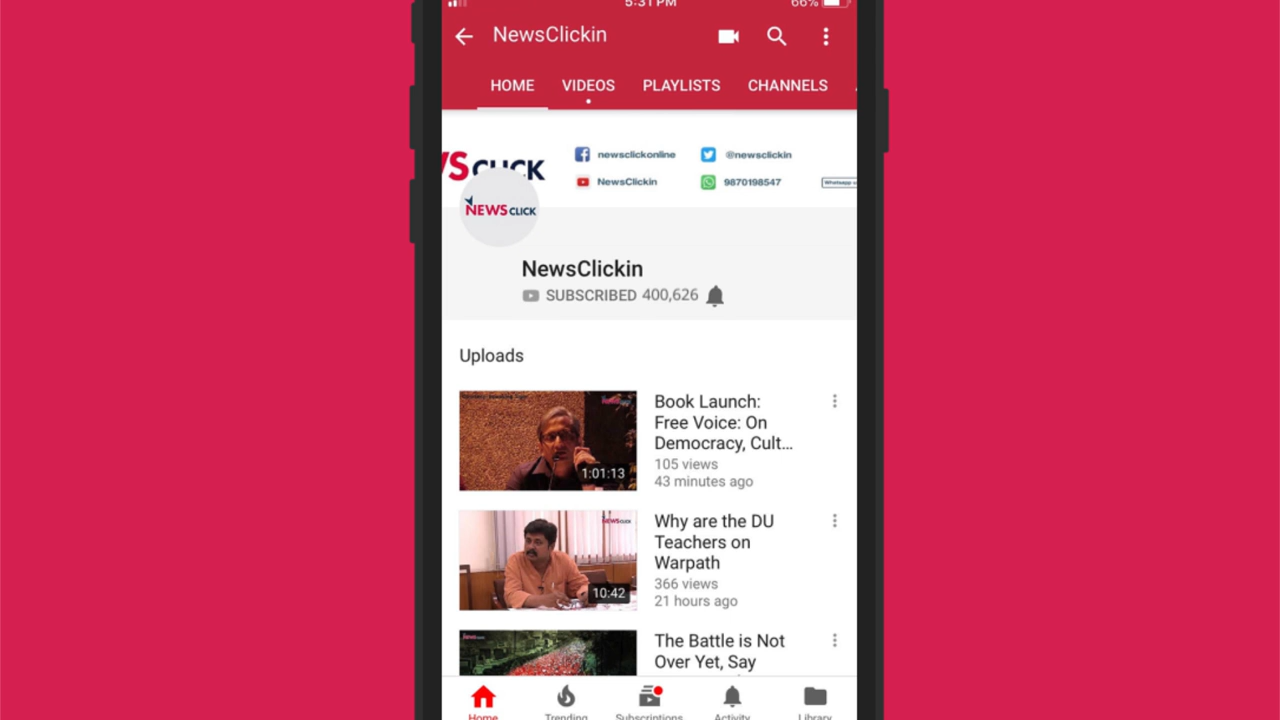 5:31 PM
66%
NewsClickin
HOME
VIDEOS
PLAYLISTS
CHANNELS
WS CLICK
newsclickonline
@newsclickin
NewsClickin
9870198547
NEWS CLICK
NewsClickin
SUBSCRIBED 400,626
Uploads
Book Launch:
Free Voice: On
Democracy, Cult...
105 views
43 minutes ago
1:01:13
Why are the DU
Teachers on
Warpath
366 views
21 hours ago
NEWSCLICK
10:42
The Battle is Not
Over Yet, Say
Home
Trending
Subscriptions
Activity
Library